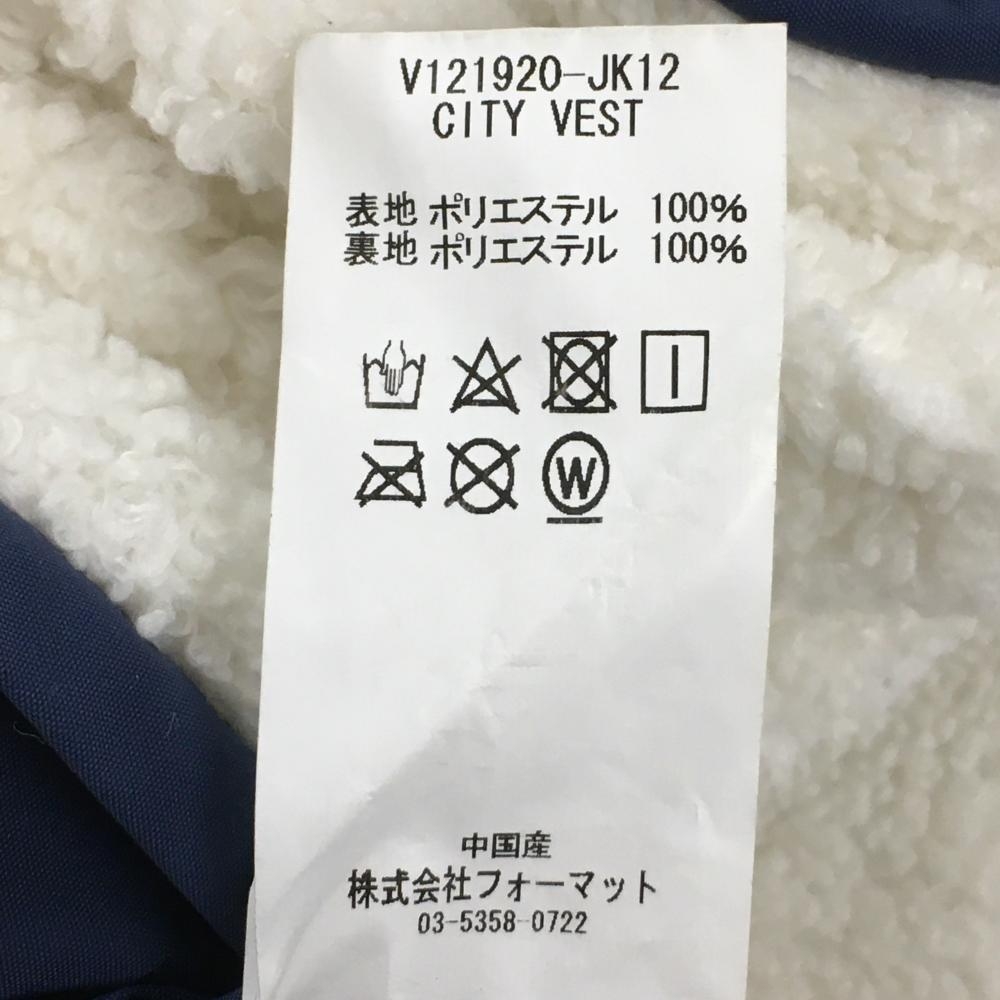 V121920-JK12
CITY VEST
表地 ポリエステル 100%
裏地 ポリエステル 100%
W
中国産
株式会社フォーマット
03-5358-0722